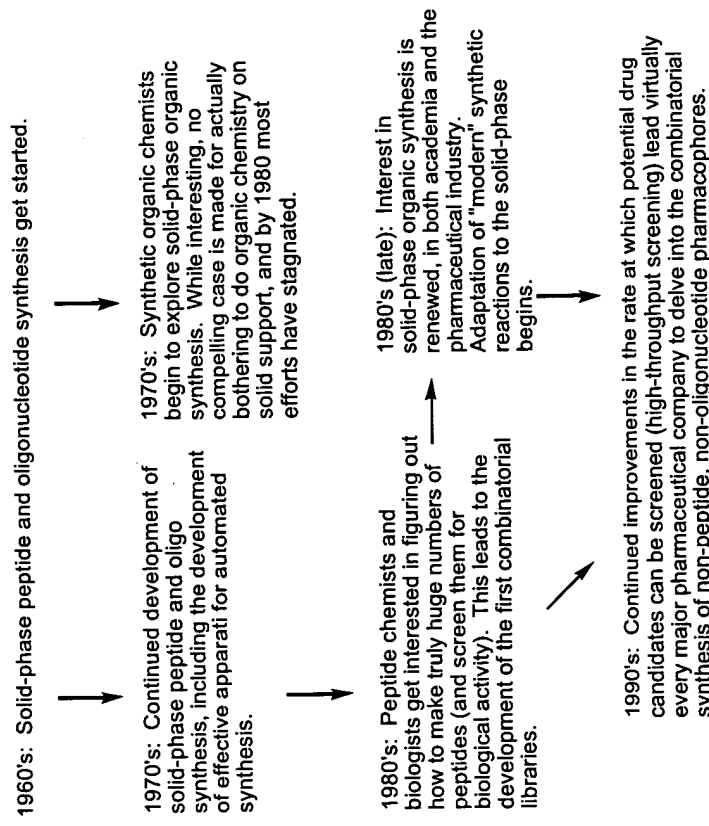 1960's: Solid-phase peptide and oligonucleotide synthesis get started.
1970's: Continued development of
solid-phase peptide and oligo
synthesis, including the development
of effective apparati for automated
synthesis.
1970's: Synthetic organic chemists
begin to explore solid-phase organic
synthesis. While interesting, no
compelling case is made for actually
bothering to do organic chemistry on
solid support, and by 1980 most
efforts have stagnated.
1980's: Peptide chemists and
biologists get interested in figuring out
how to make truly huge numbers of
peptides (and screen them for
biological activity). This leads to the
development of the first combinatorial
libraries.
1980's (late): Interest in
solid-phase organic synthesis is
renewed, in both academia and the
pharmaceutical industry.
Adaptation of "modern" synthetic
reactions to the solid-phase
begins.
1990's: Continued improvements in the rate at which potential drug
candidates can be screened (high-throughput screening) lead virtually
every major pharmaceutical company to delve into the combinatorial
synthesis of non-peptide, non-oligonucleotide pharmacophores.